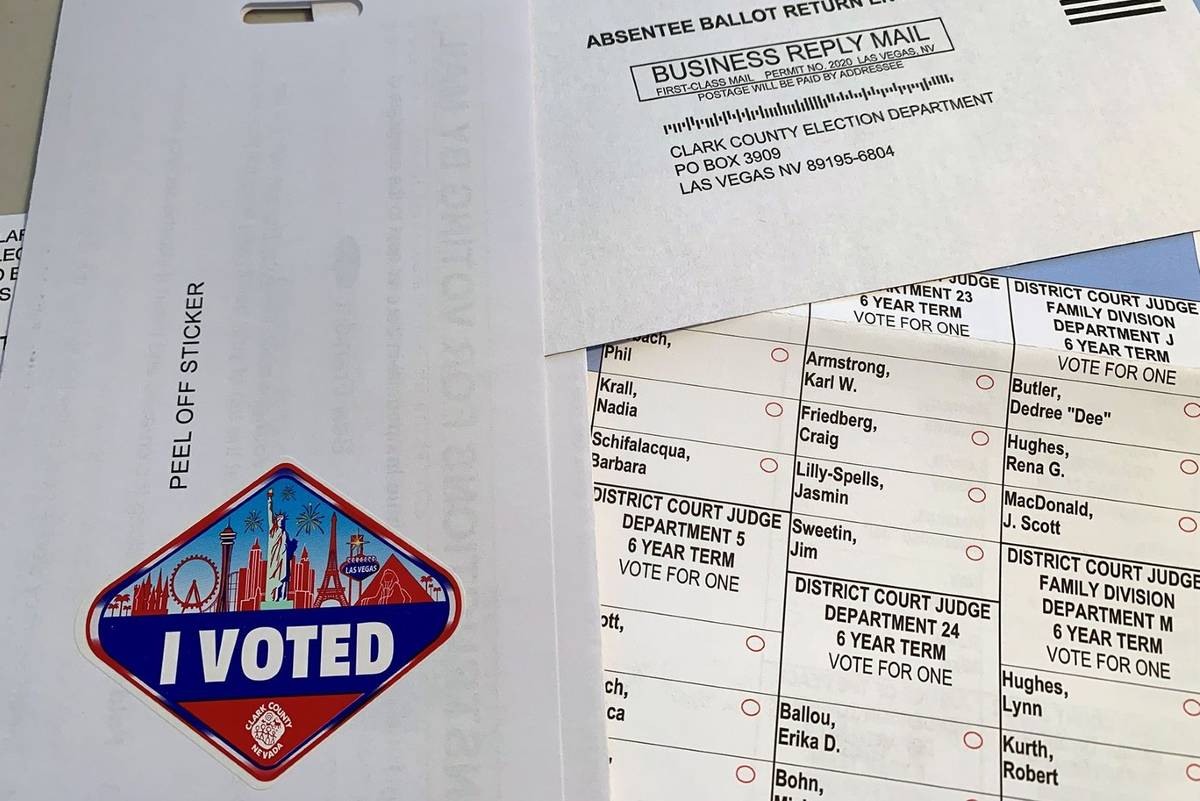 ABSENTEE BALLOT RETURN
BUSINESS REPLY MAIL
FIRST-CLASS MAIL PERMIT NO. 2020 LAS VEGAS, NV
POSTAGE WILL BE PAID BY ADDRESSEE
CLARK COUNTY ELECTION DEPARTMENT
PO BOX 3909
LAS VEGAS NV 89195-6804
PEEL OFF STICKER
LAS VEGAS
I VOTED
CLARK COUNTY
NEVADA
Phil
Krall,
Nadia
Schifalacqua,
Barbara
DISTRICT COURT JUDGE
DEPARTMENT 5
6 YEAR TERM
VOTE FOR ONE
JUDGE
23
6 YEAR TERM
VOTE FOR ONE
Armstrong,
Karl W.
Friedberg,
Craig
Lilly-Spells,
Jasmin
Sweetin,
Jim
DISTRICT COURT JUDGE
DEPARTMENT 24
6 YEAR TERM
VOTE FOR ONE
Ballou,
Erika D.
Bohn,
DISTRICT COURT JUDGE
FAMILY DIVISION
DEPARTMENT J
6 YEAR TERM
VOTE FOR ONE
Butler,
Dedree "Dee"
Hughes,
Rena G.
MacDonald,
J. Scott
DISTRICT COURT JUDGE
FAMILY DIVISION
DEPARTMENT M
6 YEAR TERM
VOTE FOR ONE
Hughes,
Lynn
Kurth,
Robert